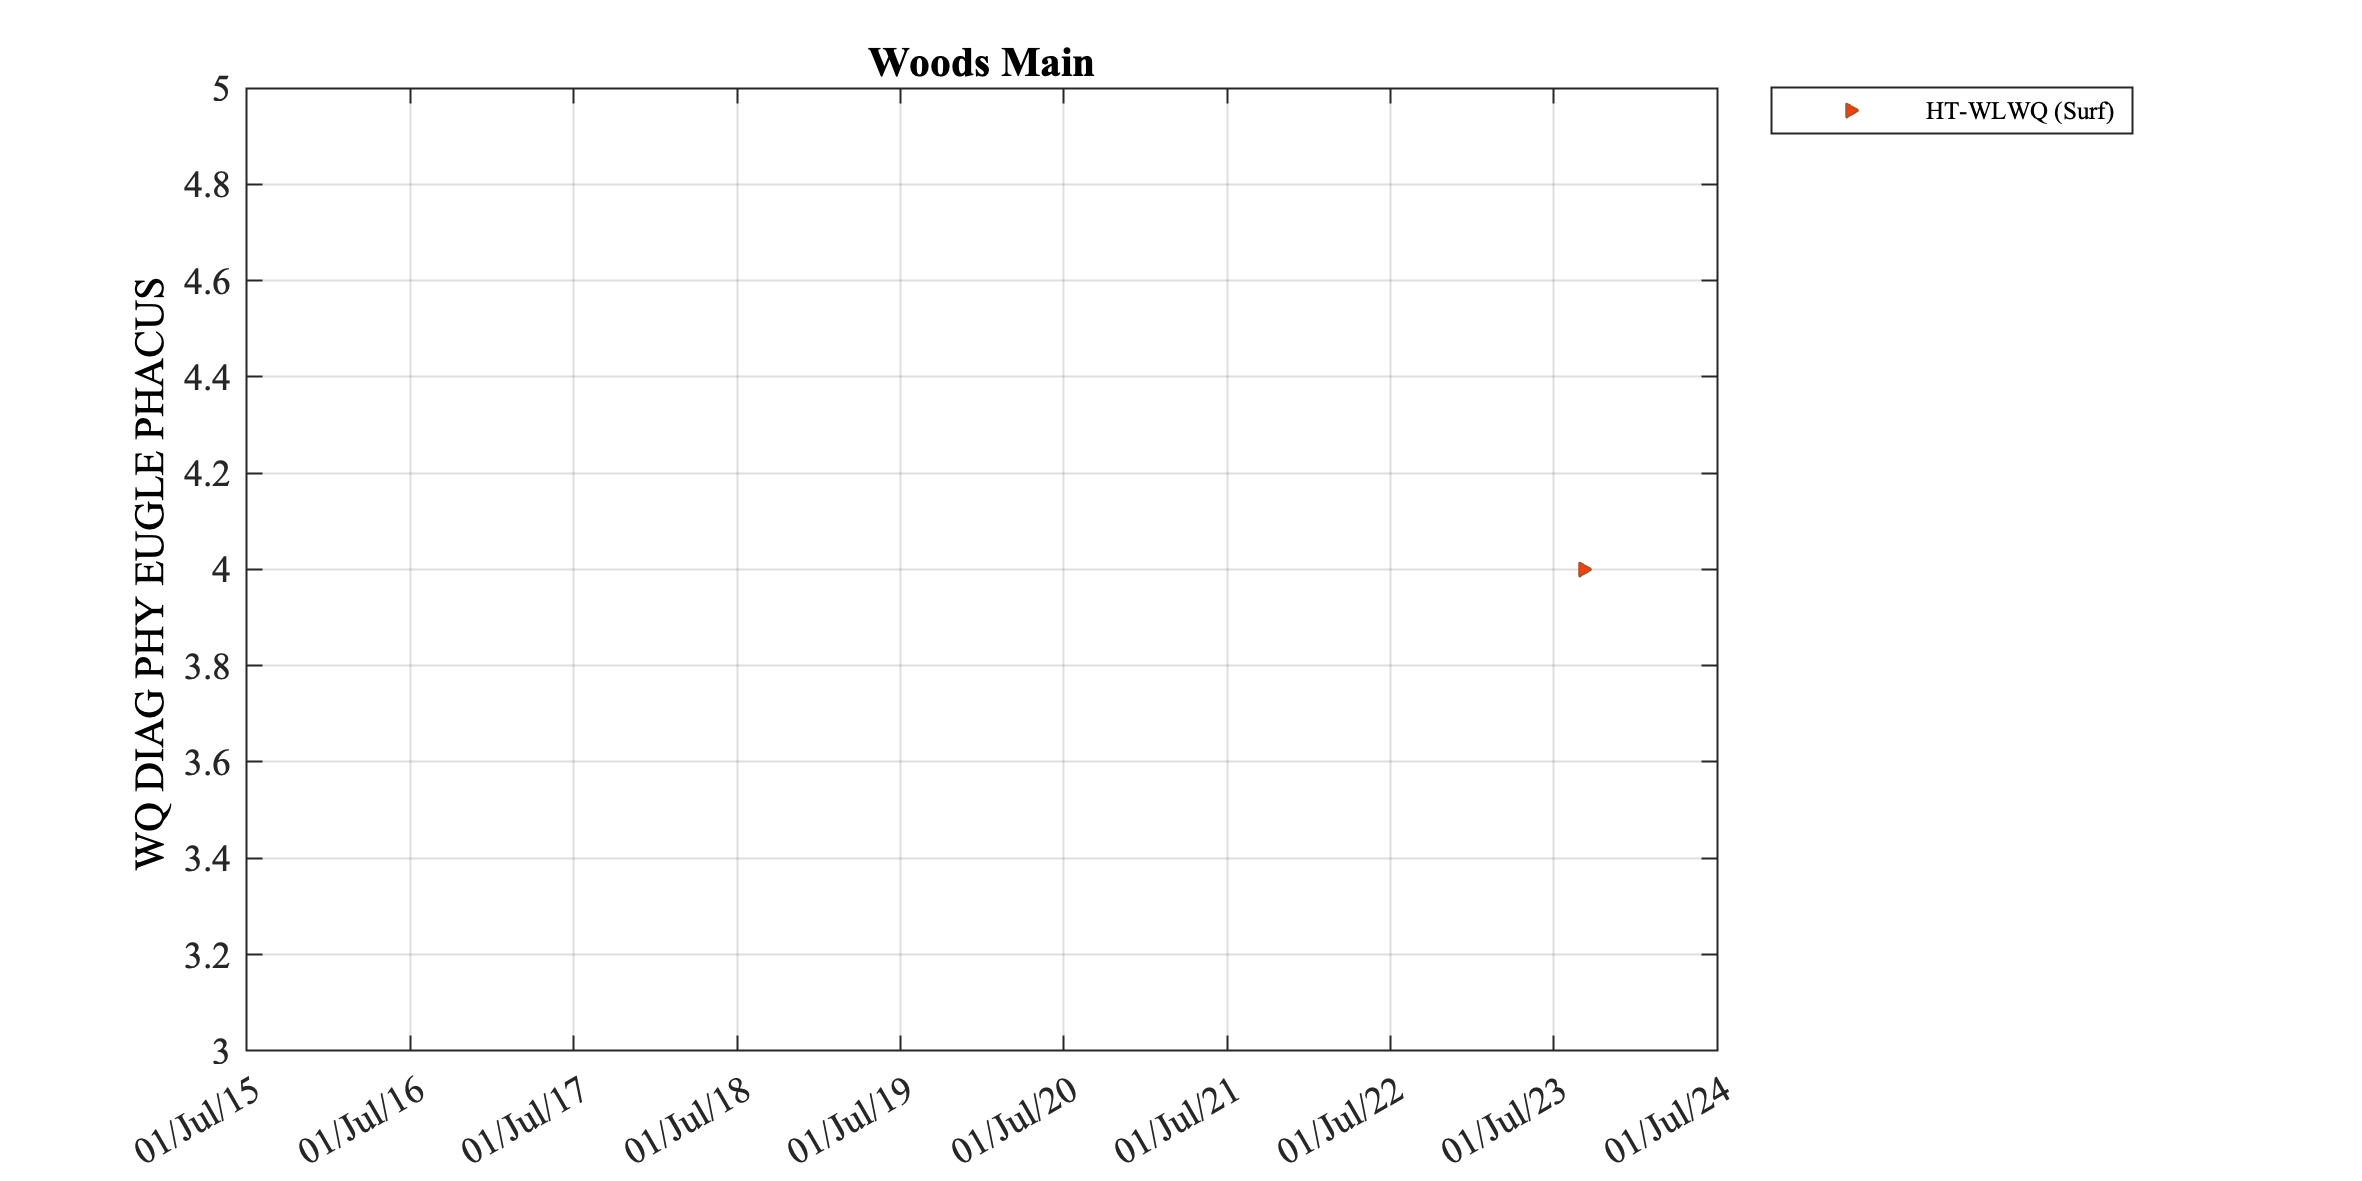 Woods Main
HT-WLWQ (Surf)
WQ DIAG PHY EUGLE PHACUS
5
4.8
4.6
4.4
4.2
4
3.8
3.6
3.4
3.2
3
01/Jul/15
01/Jul/16
01/Jul/17
01/Jul/18
01/Jul/19
01/Jul/20
01/Jul/21
01/Jul/22
01/Jul/23
01/Jul/24